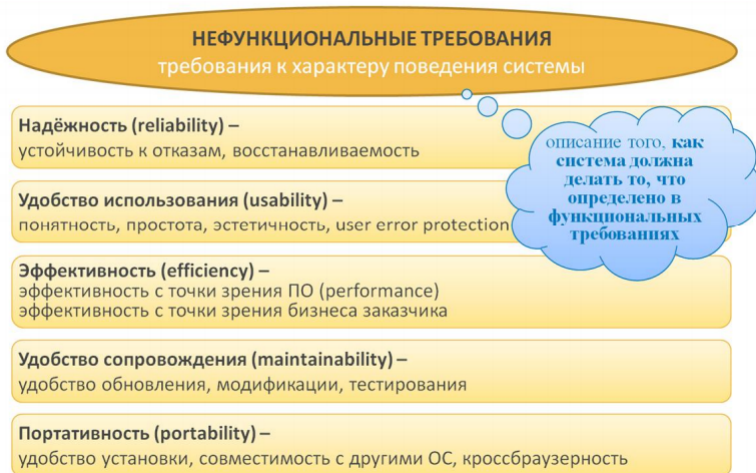 НЕФУНКЦИОНАЛЬНЫЕ ТРЕБОВАНИЯ
требования к характеру поведения системы
Надёжность (reliability) –
устойчивость к отказам, восстанавливаемость
описание того, как
система должна
делать то, что
определено в
функциональных
требованиях
Удобство использования (usability) –
понятность, простота, эстетичность, user error protection
Эффективность (efficiency) –
эффективность с точки зрения ПО (performance)
эффективность с точки зрения бизнеса заказчика
Удобство сопровождения (maintainability) –
удобство обновления, модификации, тестирования
Портативность (portability) –
удобство установки, совместимость с другими ОС, кроссбраузерность